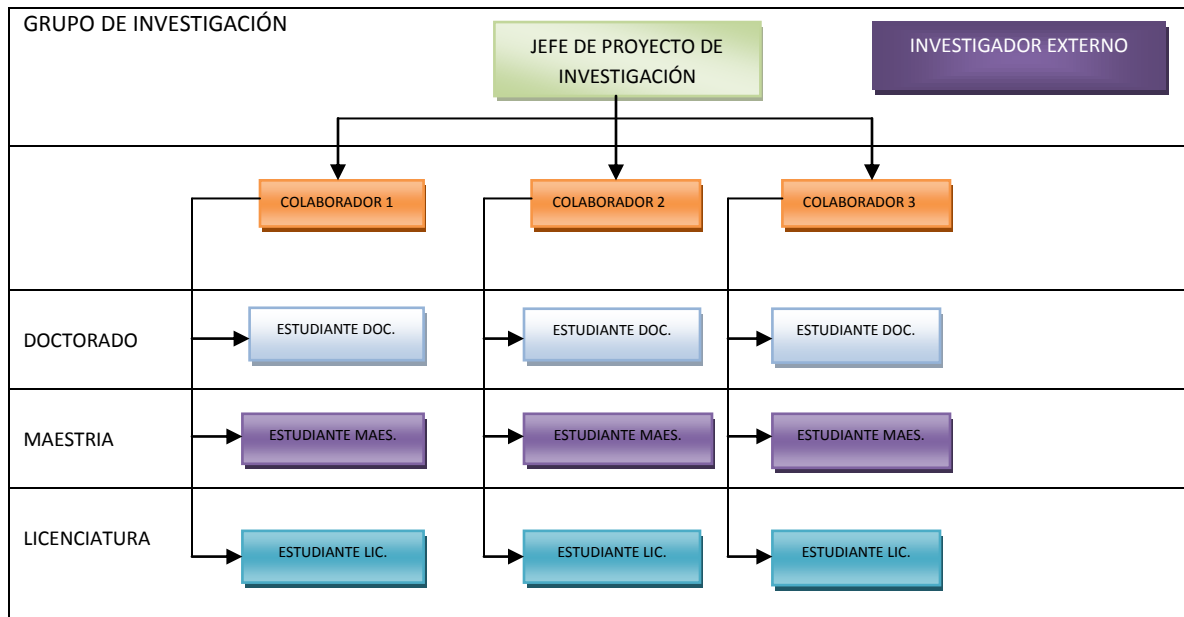 GRUPO DE INVESTIGACIÓN
JEFE DE PROYECTO DE
INVESTIGACIÓN
INVESTIGADOR EXTERNO
COLABORADOR 1
COLABORADOR 2
COLABORADOR 3
DOCTORADO
ESTUDIANTE DOC.
ESTUDIANTE DOC.
ESTUDIANTE DOC.
MAESTRIA
ESTUDIANTE MAES.
ESTUDIANTE MAES.
ESTUDIANTE MAES.
LICENCIATURA
ESTUDIANTE LIC.
ESTUDIANTE LIC.
ESTUDIANTE LIC.